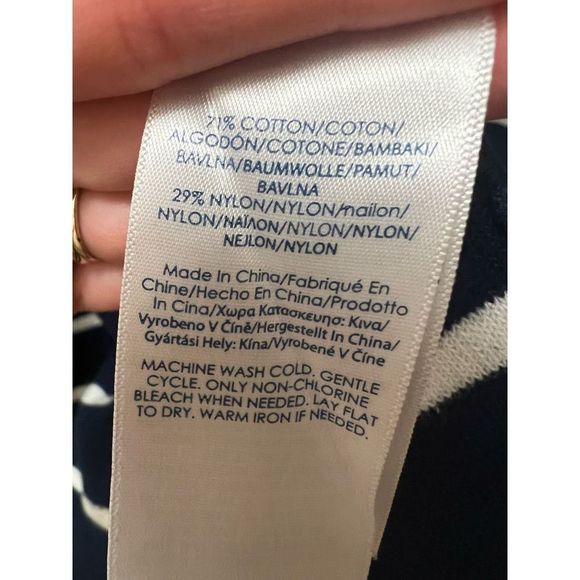 71% COTTON/COTON/
ALGODÓN/COTONE/BAMBAKI/
BAVLNA/BAUMWOLLE/PAMUT/
BAVLNA
29% NYLON/NYLON/nailon/
NYLON/NAÏΛON/NYLON/NYLON/
NEJLON/NYLON
Made In China/Fabriqué En
Chine/Hecho En China/Prodotto
In Cina/Χωρα Κατασκευησ: Κινα/
Vyrobeno V Číně/Hergestellt In China/
Gyártási Hely: Kína/Vyrobené V Číne
MACHINE WASH COLD. GENTLE
CYCLE. ONLY NON-CHLORINE
BLEACH WHEN NEEDED. LAY FLAT
TO DRY. WARM IRON IF NEEDED.